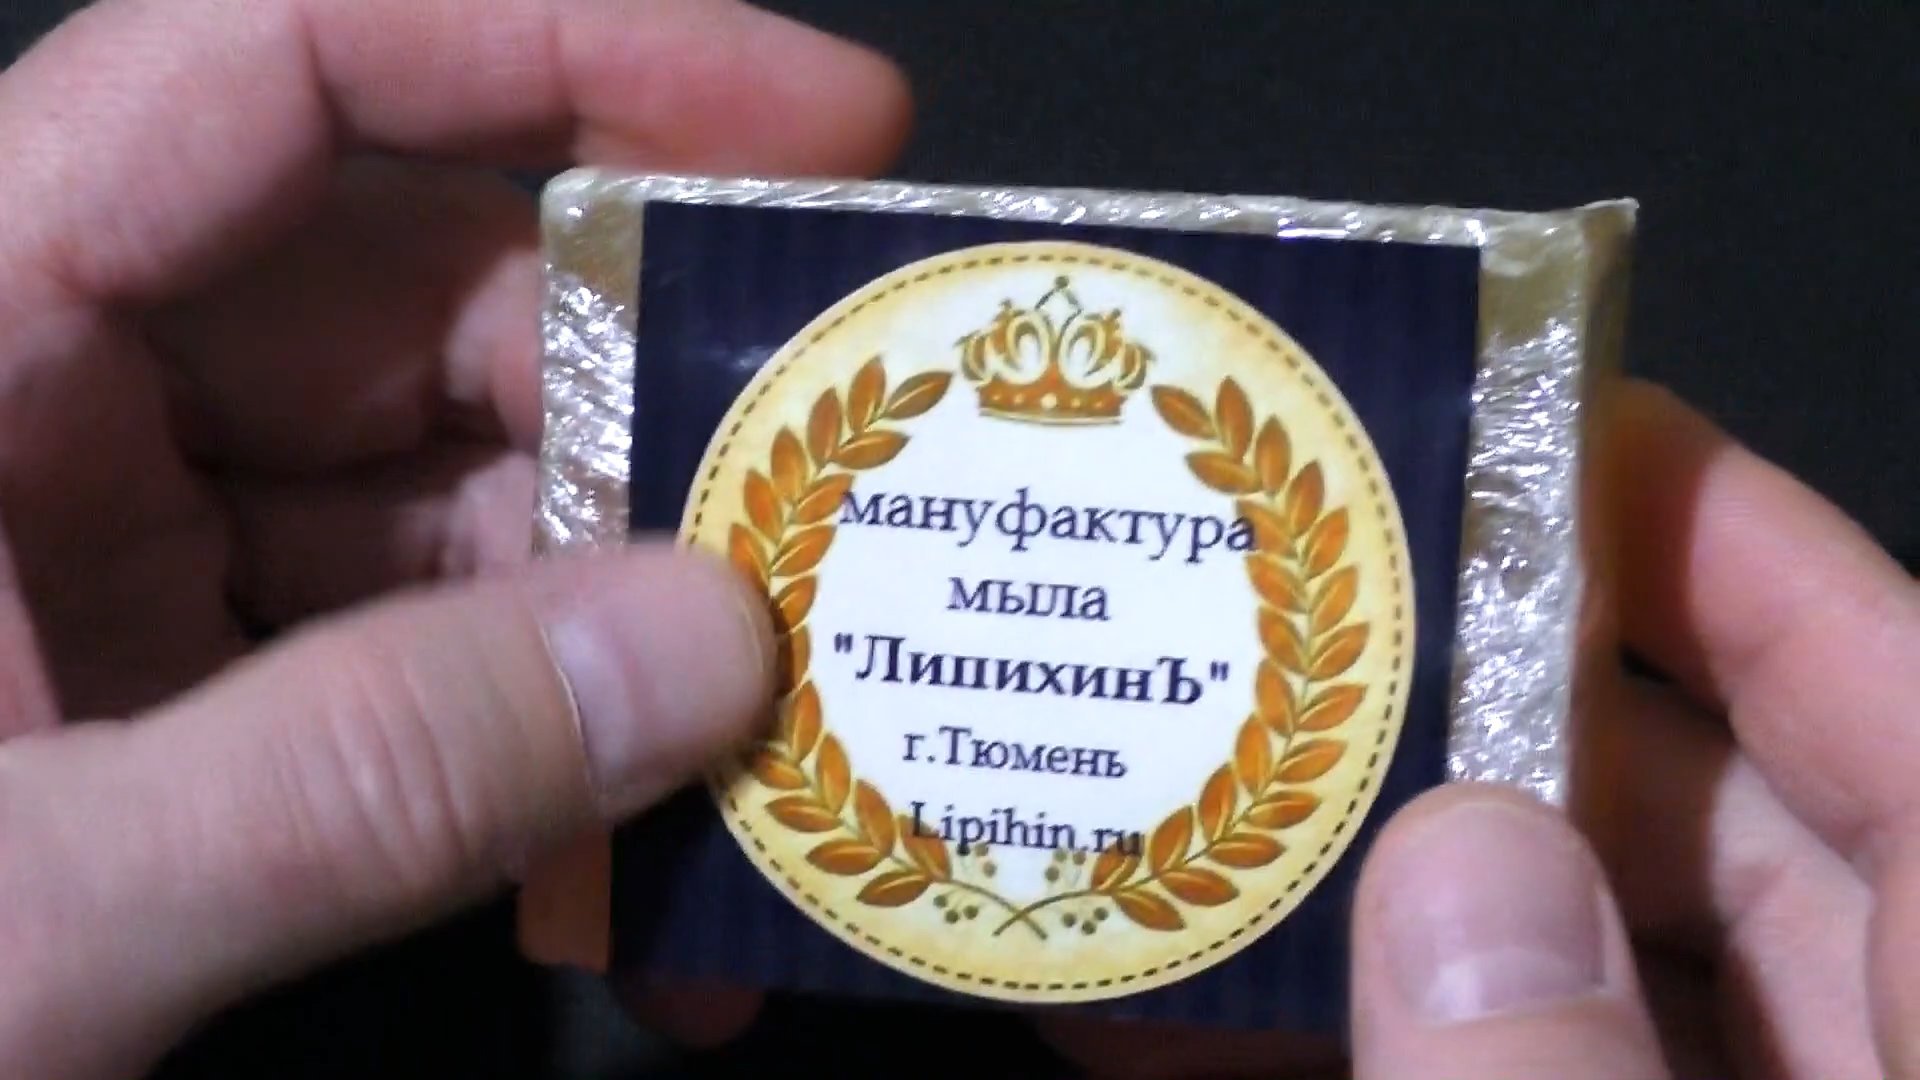 мануфактура
мыла
"ЛипихинЪ"
г.Тюмень
Lipihin.ru